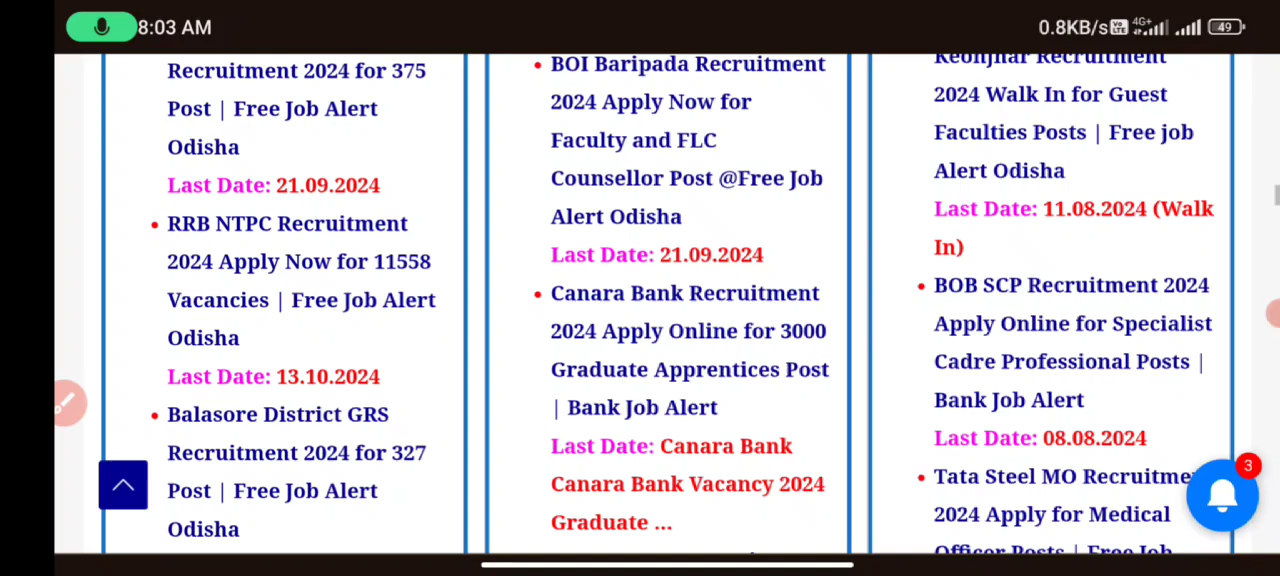 8:03 AM
0.8KB/s Vo LTE 4G+ 49
Recruitment 2024 for 375
Post | Free Job Alert
Odisha
Last Date: 21.09.2024
RRB NTPC Recruitment
2024 Apply Now for 11558
Vacancies | Free Job Alert
Odisha
Last Date: 13.10.2024
Balasore District GRS
Recruitment 2024 for 327
Post | Free Job Alert
Odisha
BOI Baripada Recruitment
2024 Apply Now for
Faculty and FLC
Counsellor Post @Free Job
Alert Odisha
Last Date: 21.09.2024
Canara Bank Recruitment
2024 Apply Online for 3000
Graduate Apprentices Post
| Bank Job Alert
Last Date: Canara Bank
Canara Bank Vacancy 2024
Graduate ...
Keonjhar Recruitment
2024 Walk In for Guest
Faculties Posts | Free job
Alert Odisha
Last Date: 11.08.2024 (Walk
In)
BOB SCP Recruitment 2024
Apply Online for Specialist
Cadre Professional Posts |
Bank Job Alert
Last Date: 08.08.2024
Tata Steel MO Recruitme
2024 Apply for Medical
Officer Posts | Free Job
3